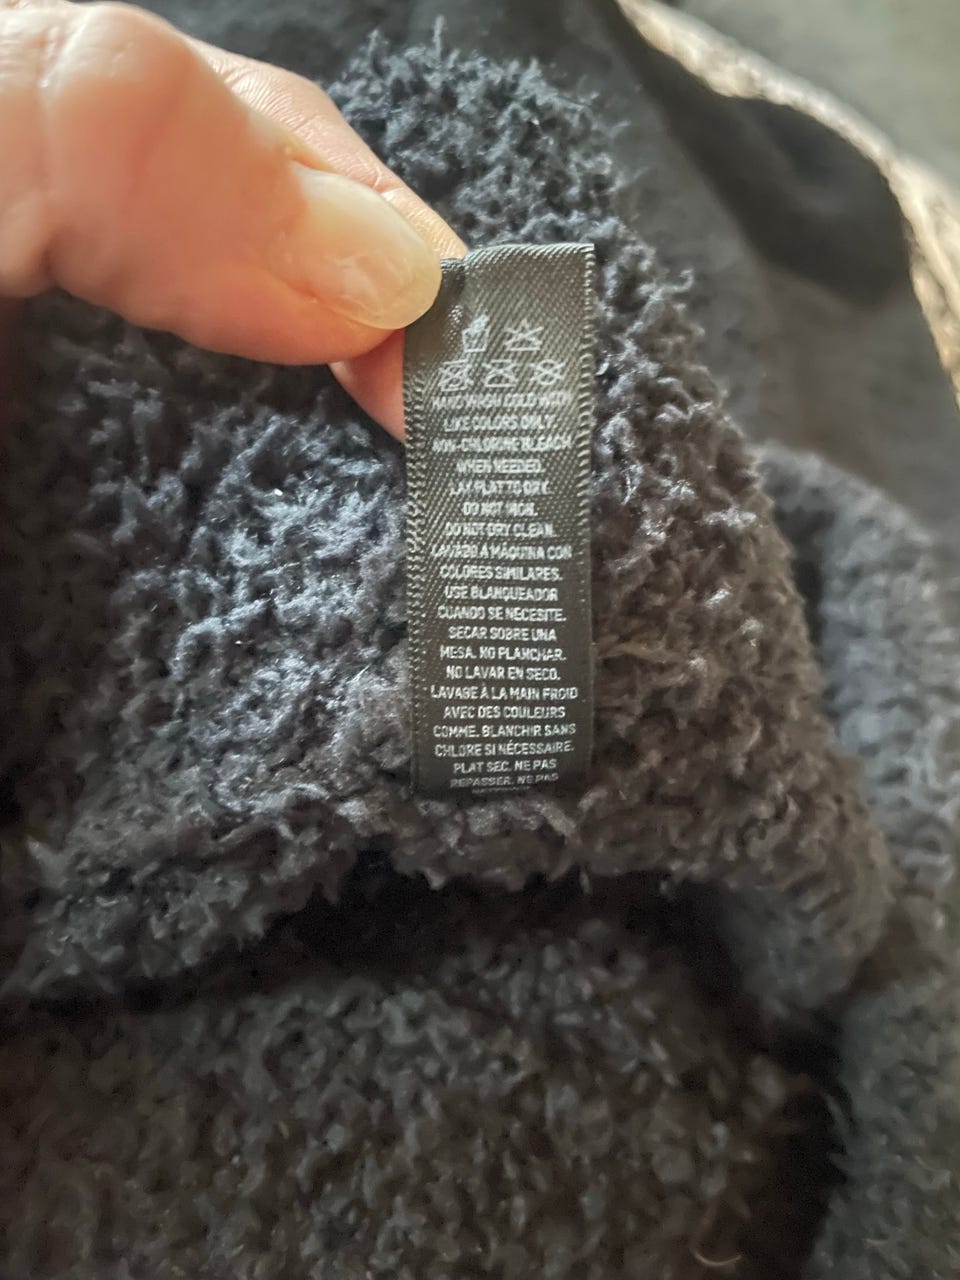 HAND WASH COLD WITH
LIKE COLORS ONLY.
NON-CHLORINE BLEACH
WHEN NEEDED.
LAY FLAT TO DRY.
DO NOT IRON.
DO NOT DRY CLEAN.
LAVADO A MÁQUINA CON
COLORES SIMILARES.
USE BLANQUEADOR
CUANDO SE NECESITE.
SECAR SOBRE UNA
MESA. NO PLANCHAR.
NO LAVAR EN SECO.
LAVAGE À LA MAIN FROID
AVEC DES COULEURS
COMME. BLANCHIR SANS
CHLORE SI NÉCESSAIRE.
PLAT SEC. NE PAS
REPASSER. NE PAS